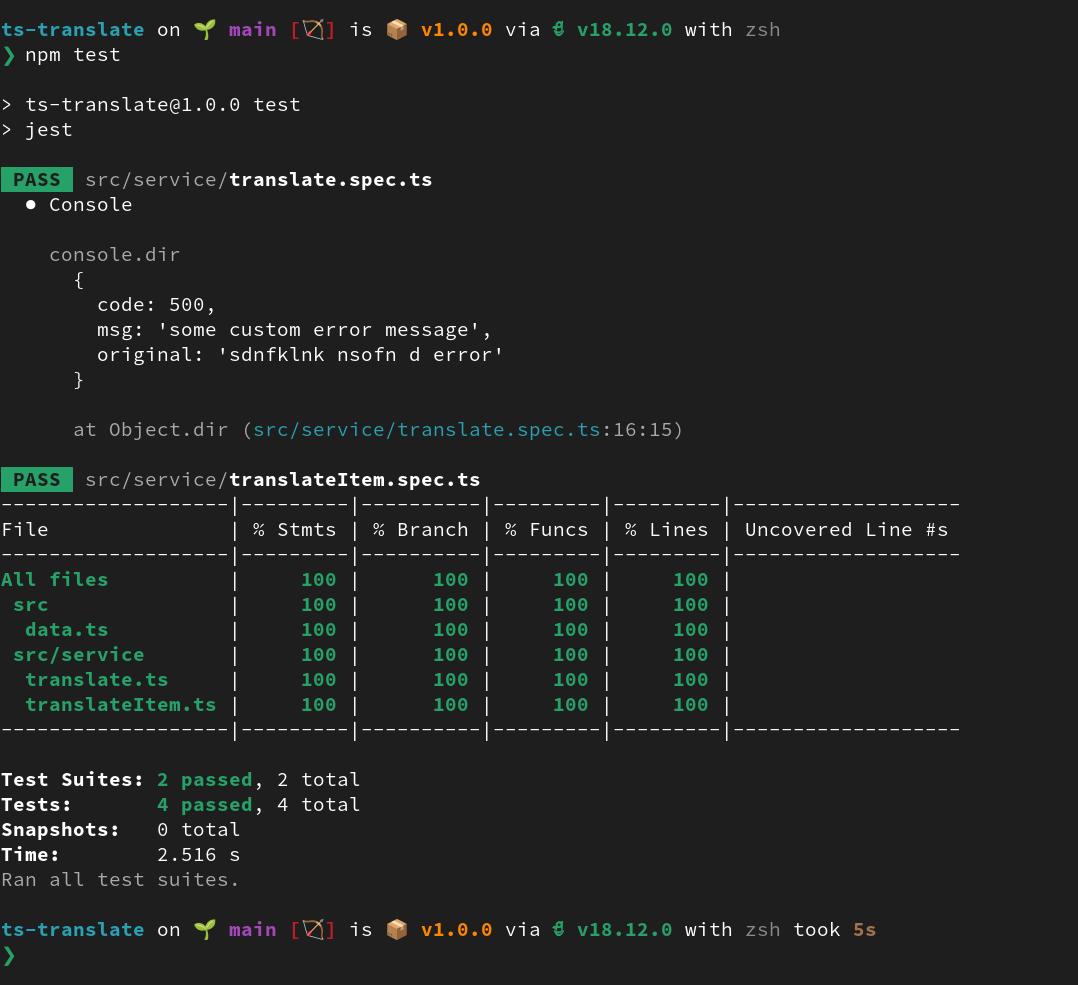 ts-translate on 🌱 main [🏹] is 📦 v1.0.0 via v18.12.0 with zsh
❯ npm test
> ts-translate@1.0.0 test
> jest
PASS src/service/translate.spec.ts
● Console
console.dir
{
code: 500,
msg: 'some custom error message',
original: 'sdnfklnk nsofn d error'
}
at Object.dir (src/service/translate.spec.ts:16:15)
PASS src/service/translateItem.spec.ts
-------------------|---------|----------|---------|---------|-------------------
File | % Stmts | % Branch | % Funcs | % Lines | Uncovered Line #s
-------------------|---------|----------|---------|---------|-------------------
All files | 100 | 100 | 100 | 100 |
src | 100 | 100 | 100 | 100 |
data.ts | 100 | 100 | 100 | 100 |
src/service | 100 | 100 | 100 | 100 |
translate.ts | 100 | 100 | 100 | 100 |
translateItem.ts | 100 | 100 | 100 | 100 |
-------------------|---------|----------|---------|---------|-------------------
Test Suites: 2 passed, 2 total
Tests: 4 passed, 4 total
Snapshots: 0 total
Time: 2.516 s
Ran all test suites.
ts-translate on 🌱 main [🏹] is 📦 v1.0.0 via v18.12.0 with zsh took 5s
❯